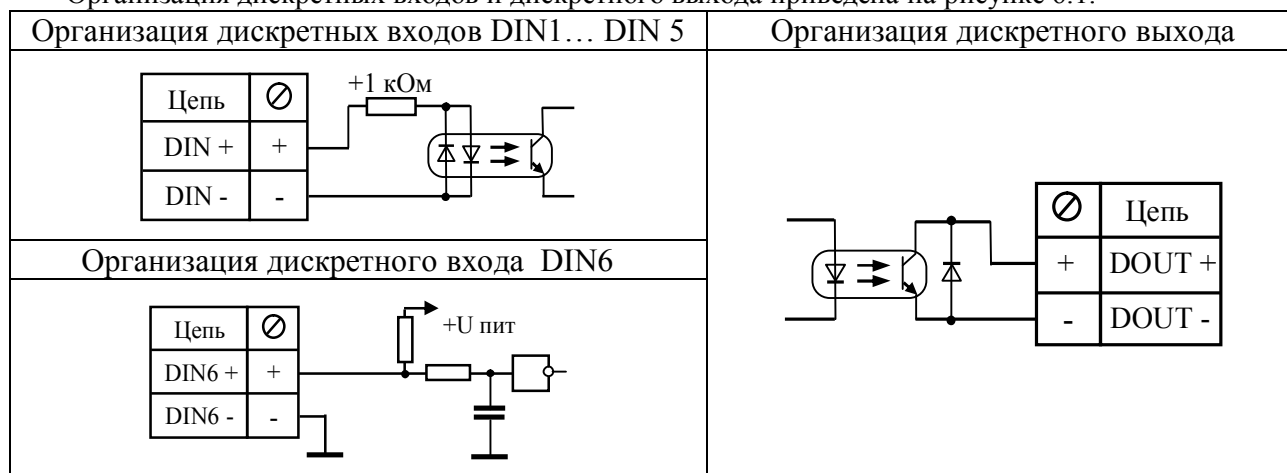 Организация дискретных входов и дискретного выхода приведена на рисунке 6.1.
Организация дискретных входов DIN1… DIN 5
Организация дискретного выхода
+1 кОм
Цепь
DIN + +
DIN - -
Цепь
+ DOUT +
- DOUT -
Организация дискретного входа DIN6
+U пит
Цепь
DIN6 + +
DIN6 - -